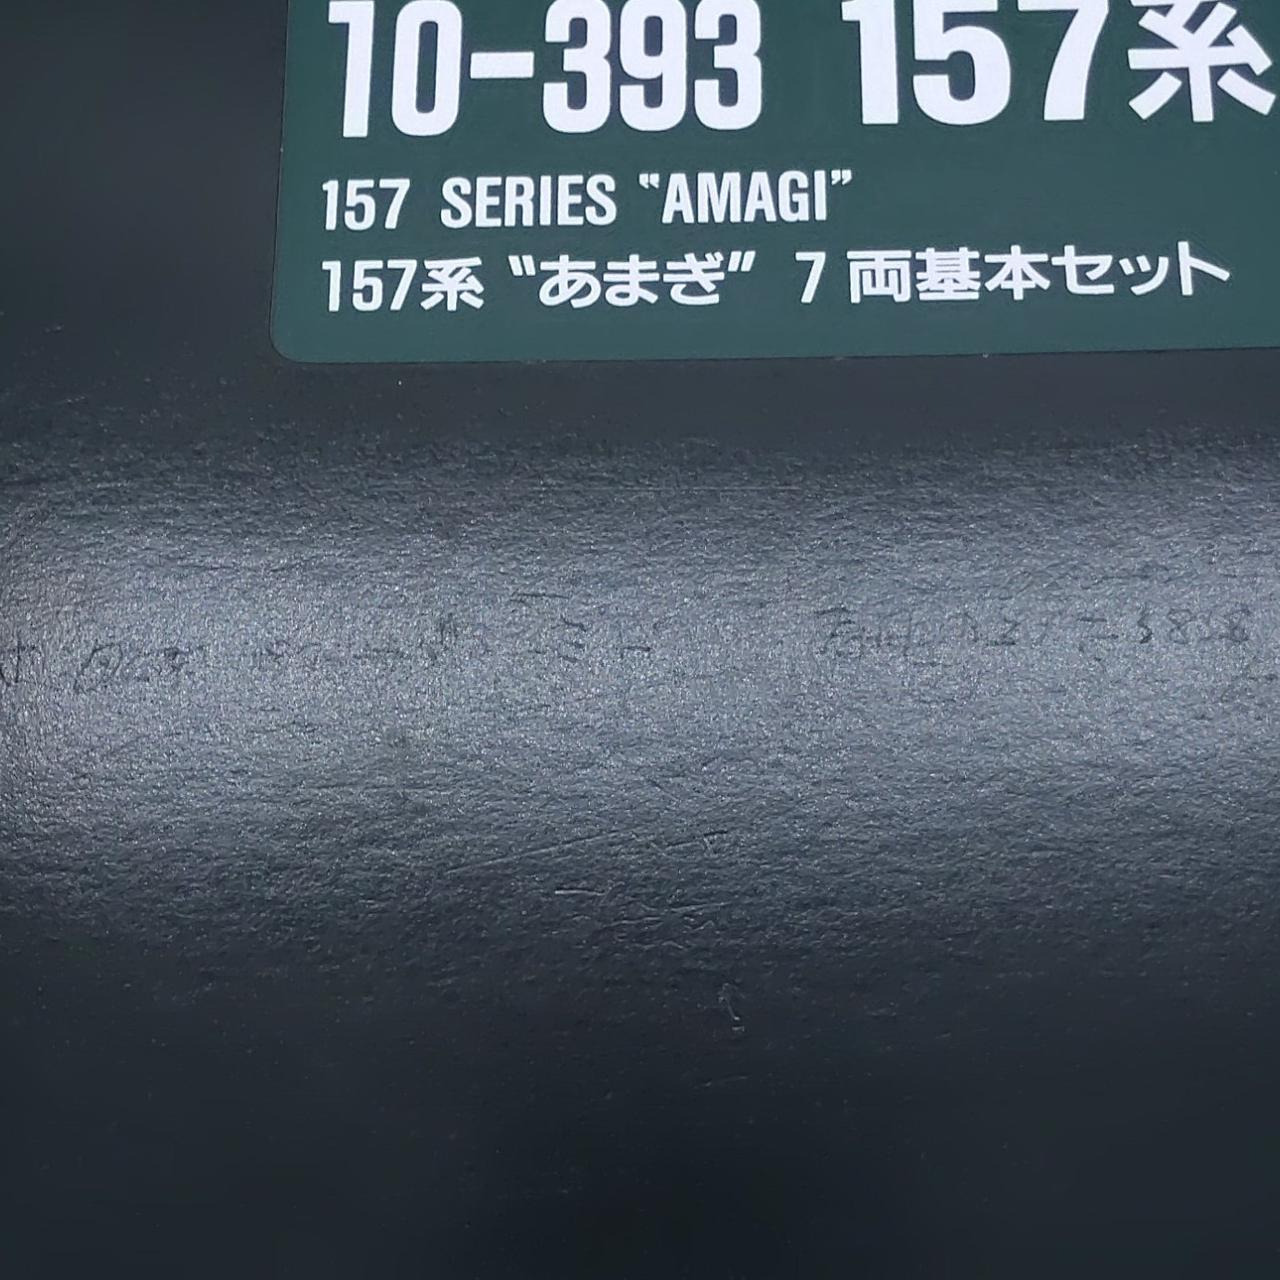 10-393 157系
157 SERIES “AMAGI”
157系 “あまぎ” 7両基本セット